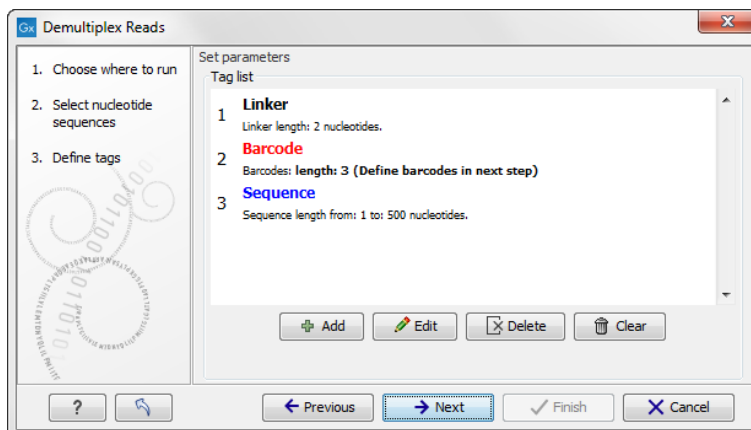 Gx Demultiplex Reads
1. Choose where to run
2. Select nucleotide
sequences
3. Define tags
Set parameters
Tag list
1 Linker
Linker length: 2 nucleotides.
2 Barcode
Barcodes: length: 3 (Define barcodes in next step)
3 Sequence
Sequence length from: 1 to: 500 nucleotides.
Add Edit Delete Clear
? Previous Next Finish Cancel